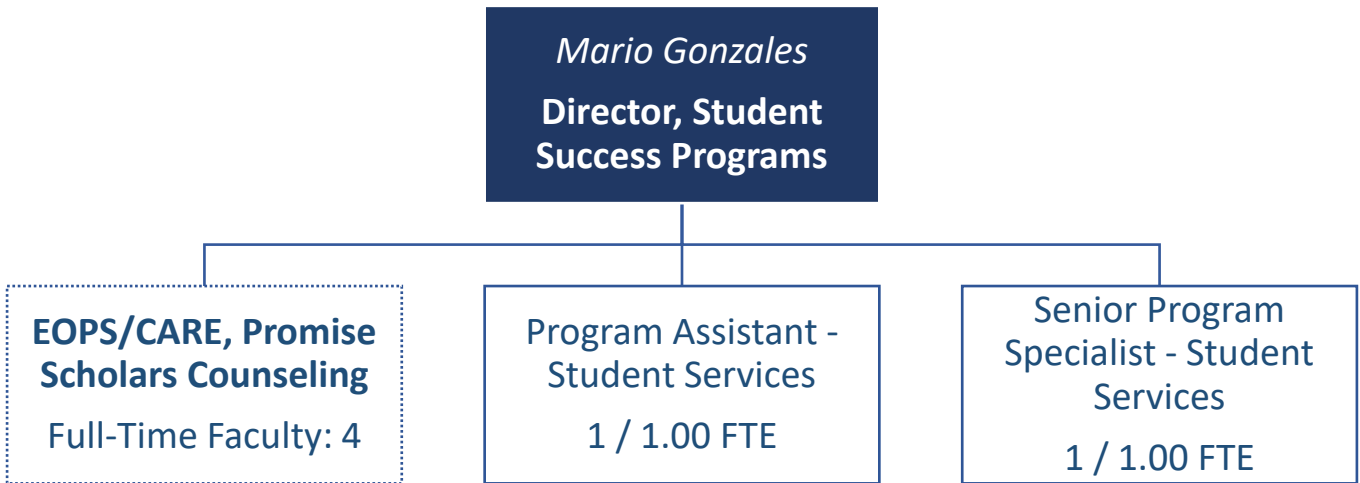 Mario Gonzales
Director, Student
Success Programs
EOPS/CARE, Promise
Scholars Counseling
Full-Time Faculty: 4
Program Assistant -
Student Services
1 / 1.00 FTE
Senior Program
Specialist - Student
Services
1 / 1.00 FTE